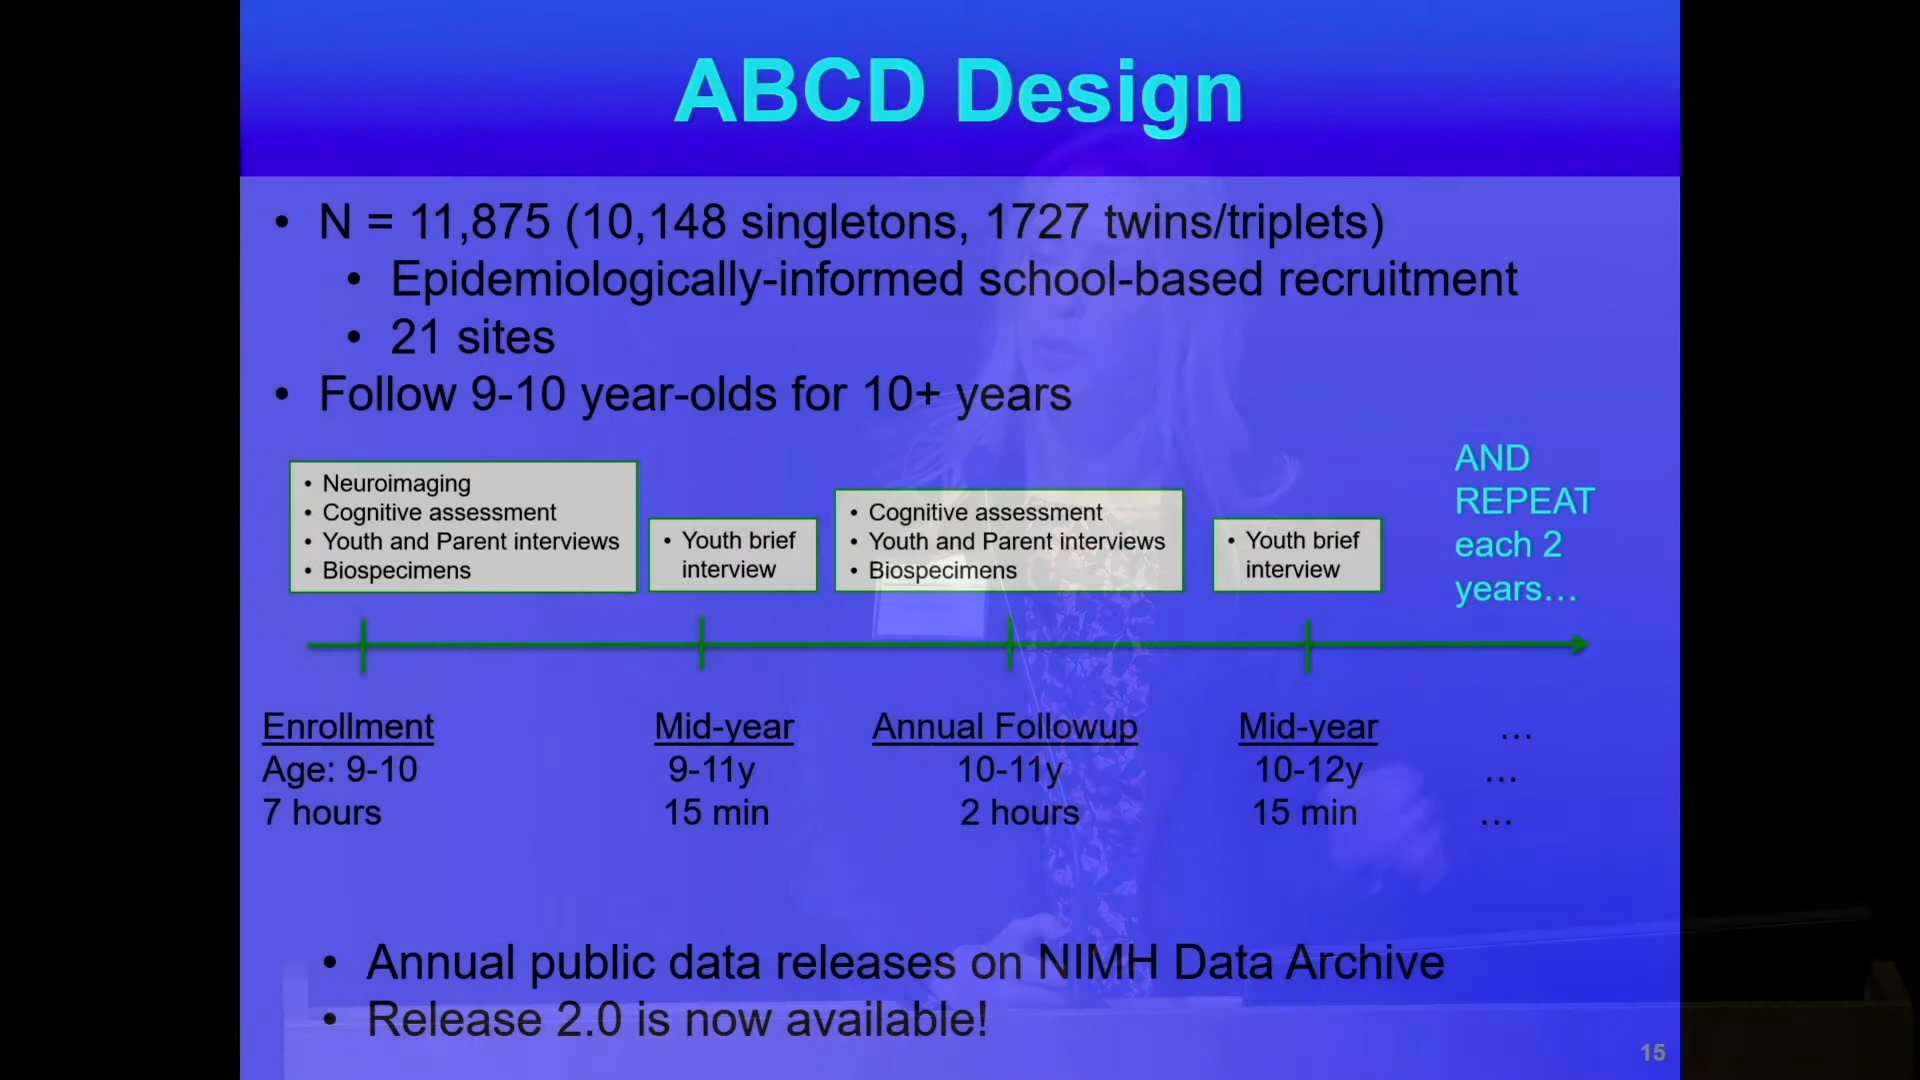 ABCD Design
• N = 11,875 (10,148 singletons, 1727 twins/triplets)
• Epidemiologically-informed school-based recruitment
• 21 sites
• Follow 9-10 year-olds for 10+ years
• Neuroimaging
• Cognitive assessment
• Youth and Parent interviews
• Biospecimens
• Youth brief
interview
• Cognitive assessment
• Youth and Parent interviews
• Biospecimens
• Youth brief
interview
AND
REPEAT
each 2
years…
Enrollment
Age: 9-10
7 hours
Mid-year
9-11y
15 min
Annual Followup
10-11y
2 hours
Mid-year
10-12y
15 min
…
…
…
• Annual public data releases on NIMH Data Archive
• Release 2.0 is now available!
15